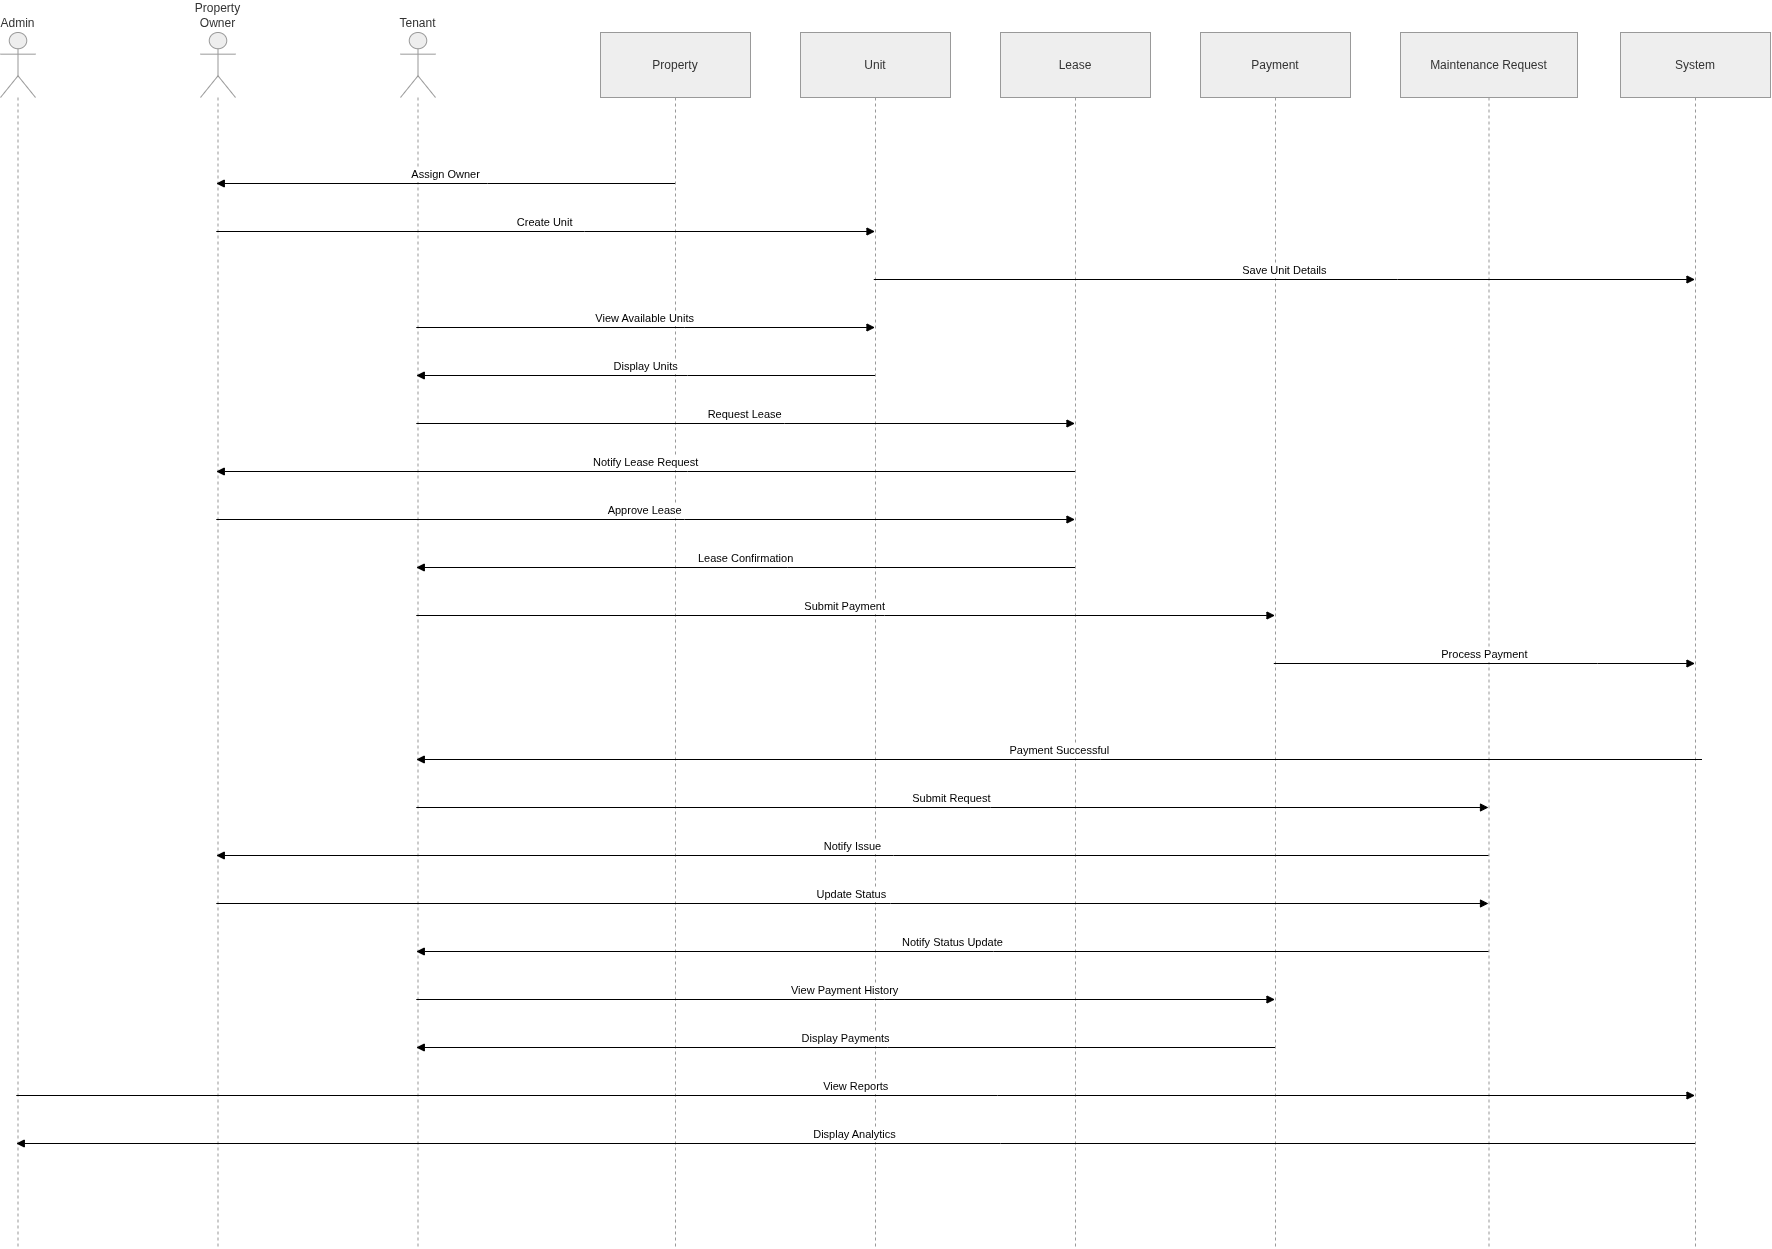 Property
Admin
Owner
Tenant
Property
Unit
Lease
Payment
Maintenance Request
System
Assign Owner
Create Unit
Save Unit Details
View Available Units
Display Units
Request Lease
Notify Lease Request
Approve Lease
Lease Confirmation
Submit Payment
Process Payment
Payment Successful
Submit Request
Notify Issue
Update Status
Notify Status Update
View Payment History
Display Payments
View Reports
Display Analytics